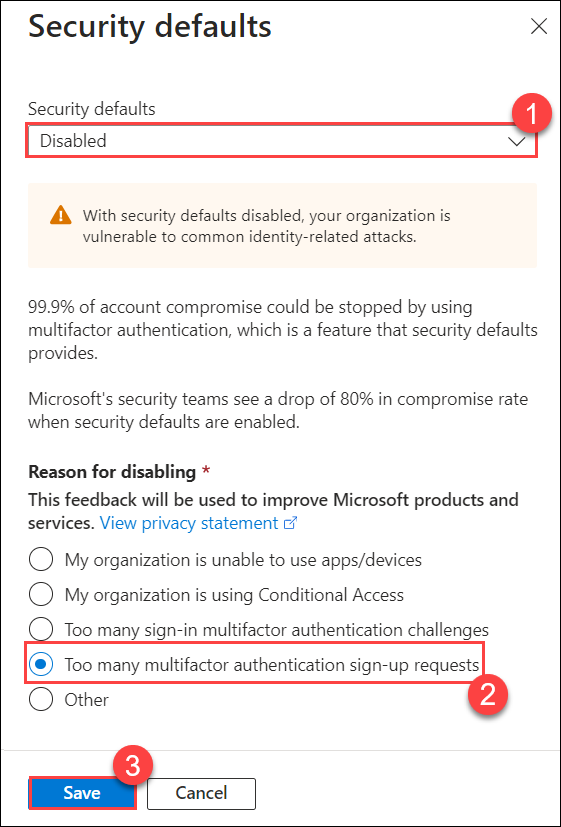 Security defaults
Security defaults
1
Disabled
With security defaults disabled, your organization is
vulnerable to common identity-related attacks.
99.9% of account compromise could be stopped by using
multifactor authentication, which is a feature that security defaults
provides.
Microsoft's security teams see a drop of 80% in compromise rate
when security defaults are enabled.
Reason for disabling *
This feedback will be used to improve Microsoft products and
services. View privacy statement
My organization is unable to use apps/devices
My organization is using Conditional Access
Too many sign-in multifactor authentication challenges
Too many multifactor authentication sign-up requests
2
Other
3
Save Cancel